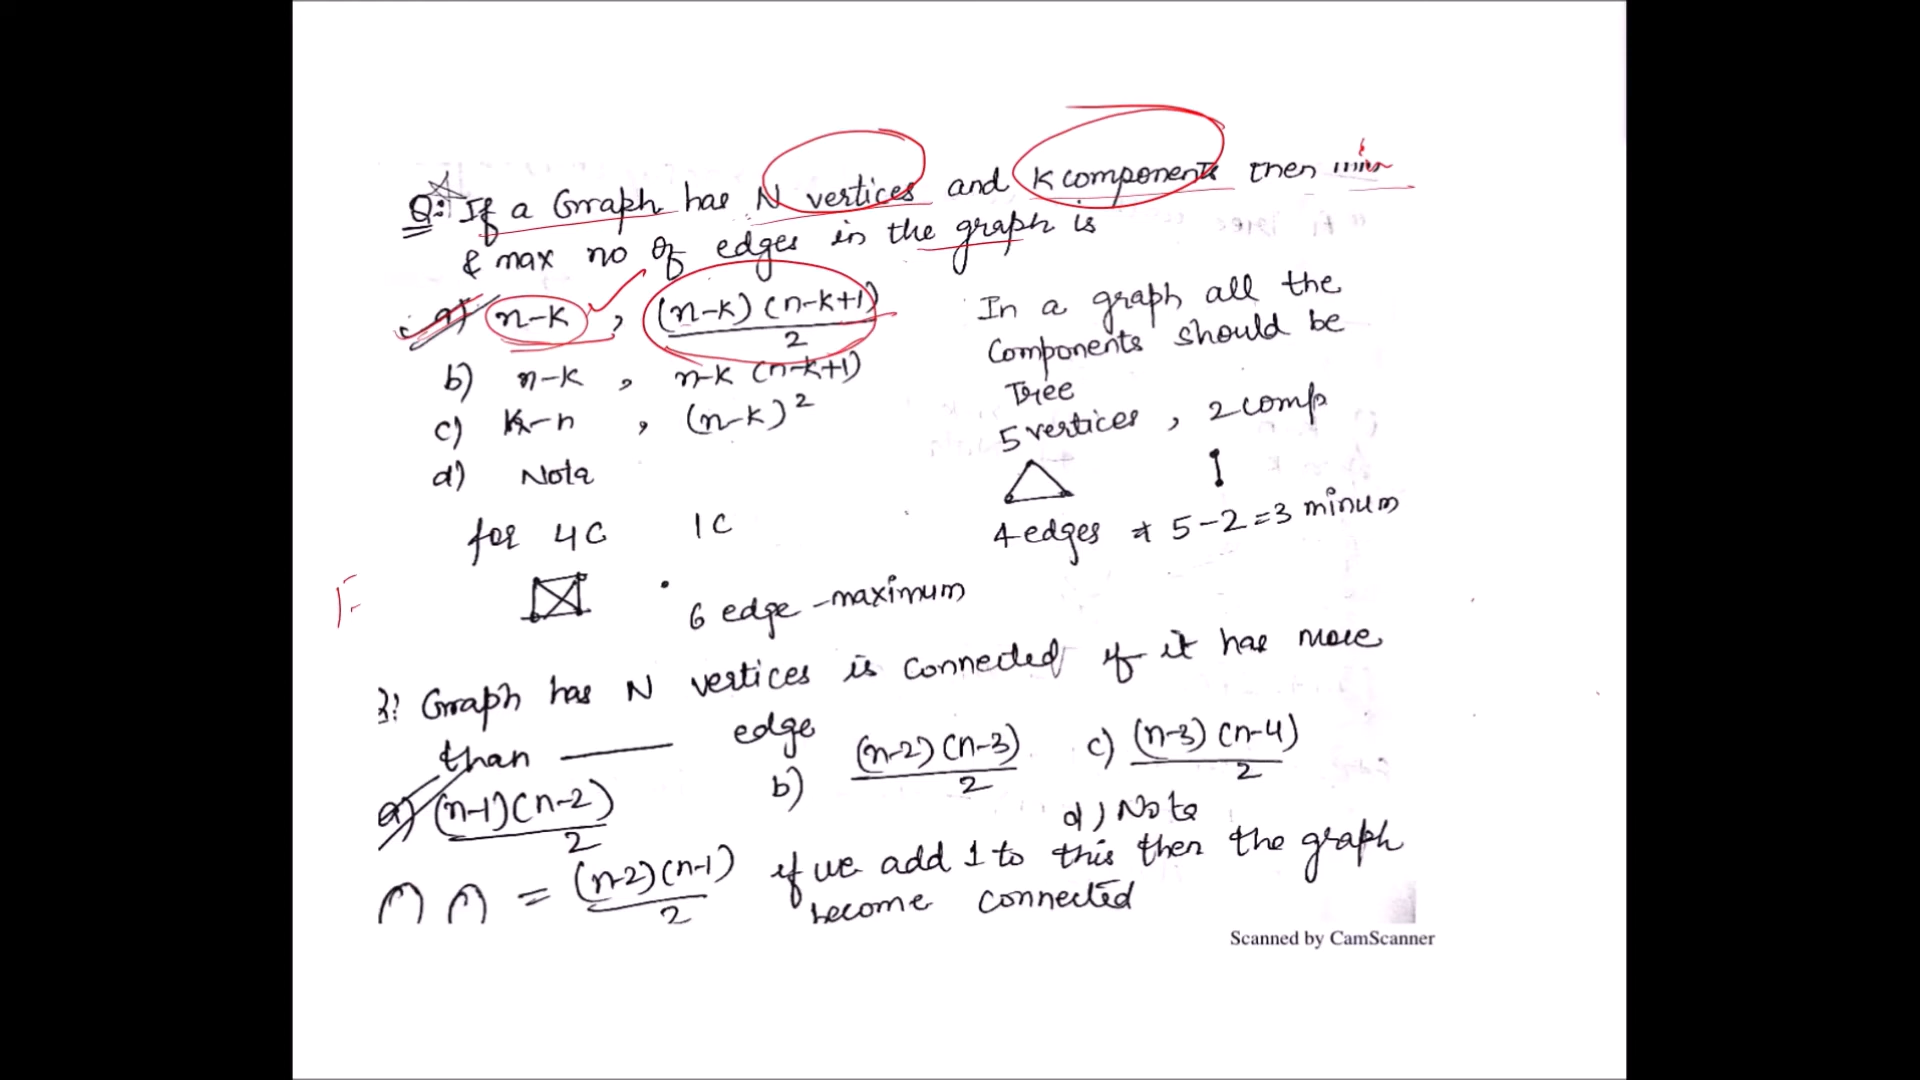 Q: If a Graph has N vertices and K components then min
& max no of edges in the graph is
a) n-k , (n-k)(n-k+1)/2
b) n-k , n-k (n-k+1)
c) k-n , (n-k)²
d) Nota
In a graph all the
Components should be
Tree
5 vertices , 2 comp
4 edges ≠ 5-2=3 minum
for 4C 1C
6 edge - maximum
Graph has N vertices is connected if it has more
than ______ edge
a) (n-1)(n-2)/2
b) (n-2)(n-3)/2
c) (n-3)(n-4)/2
d) Note
= (n-2)(n-1)/2 if we add 1 to this then the graph
become connected
Scanned by CamScanner